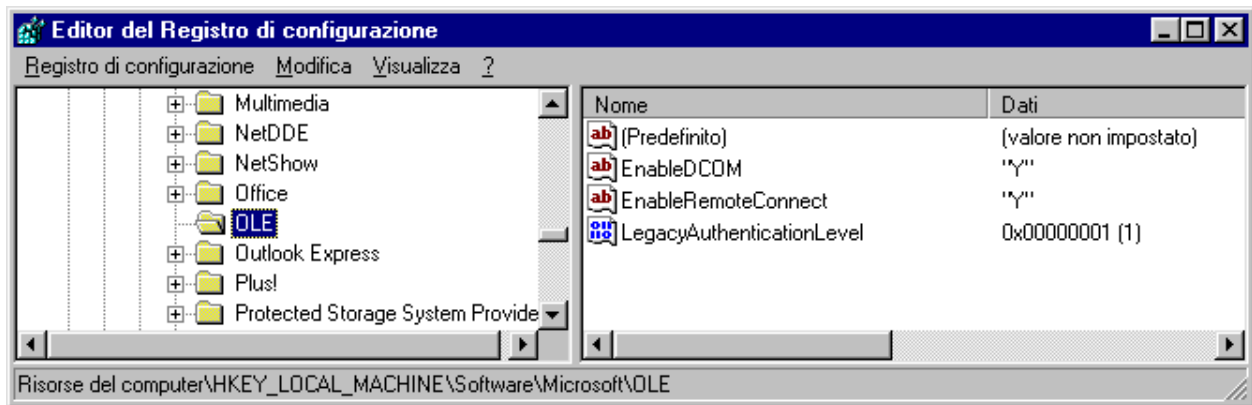 Editor del Registro di configurazione
Registro di configurazione Modifica Visualizza ?
Multimedia
NetDDE
NetShow
Office
OLE
Outlook Express
Plus!
Protected Storage System Provide
Nome Dati
(Predefinito) (valore non impostato)
EnableDCOM "Y"
EnableRemoteConnect "Y"
LegacyAuthenticationLevel 0x00000001 (1)
Risorse del computer\HKEY_LOCAL_MACHINE\Software\Microsoft\OLE